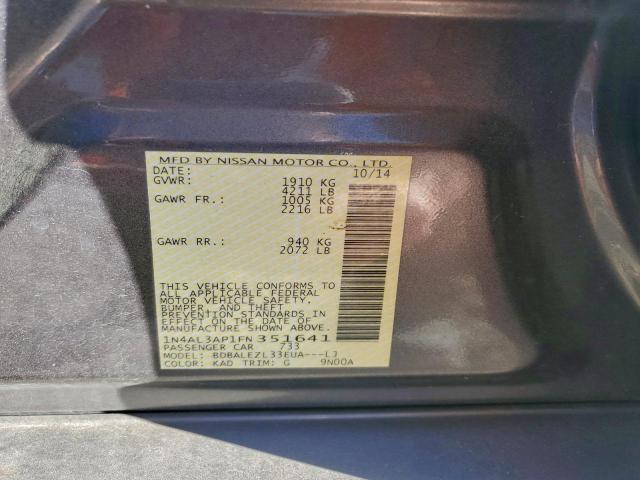 MFD BY NISSAN MOTOR CO., LTD.
DATE: 10/14
GVWR: 1910 KG
4211 LB
GAWR FR.: 1005 KG
2216 LB
GAWR RR.: 940 KG
2072 LB
THIS VEHICLE CONFORMS TO
ALL APPLICABLE FEDERAL
MOTOR VEHICLE SAFETY,
BUMPER, AND THEFT
PREVENTION STANDARDS IN
EFFECT ON THE DATE OF
MANUFACTURE SHOWN ABOVE.
1N4AL3AP1FN 351641
PASSENGER CAR 733
MODEL: BDBALEZL33EUA---LJ
COLOR: KAD TRIM: G 9N00A